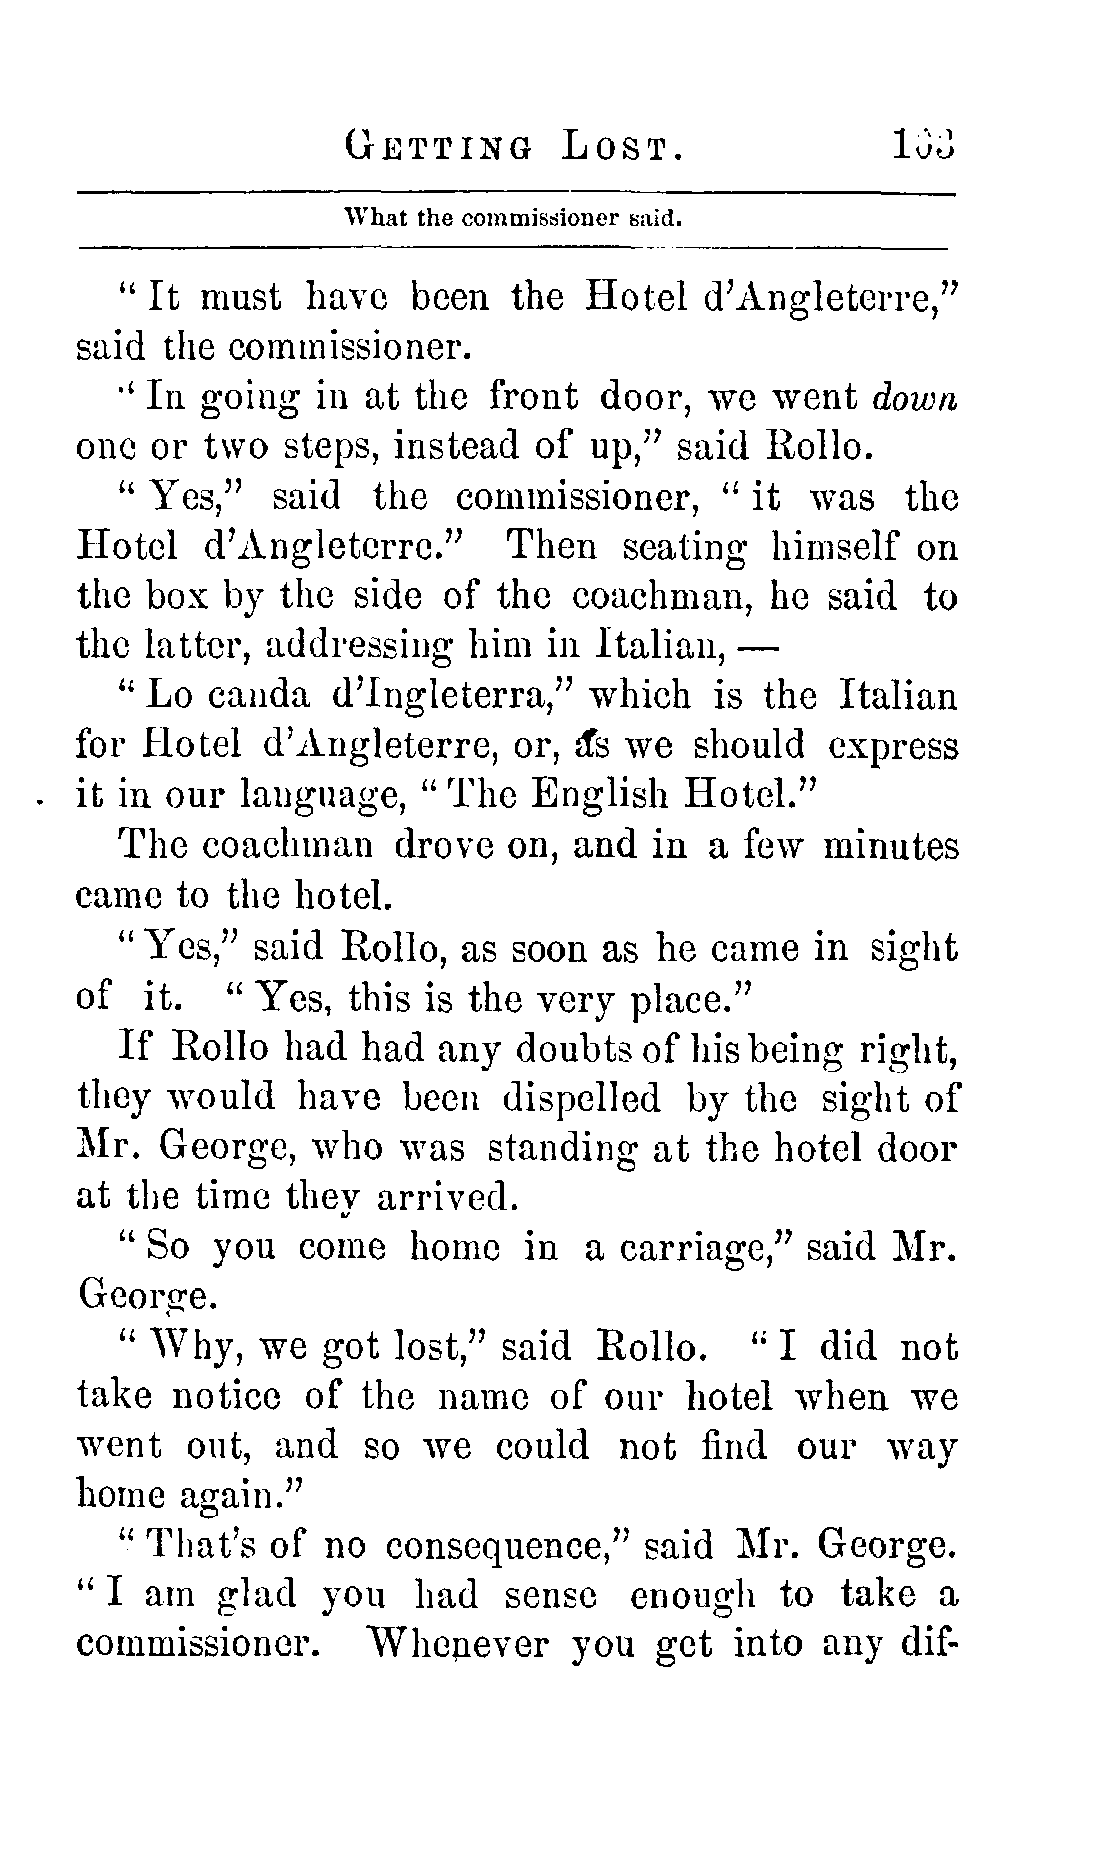 GETTING LOST.
What the commissioner said.
“ It must have been the Hotel d’Angleterre,”
said the commissioner.
“ In going in at the front door, we went down
one or two steps, instead of up,” said Rollo.
“ Yes,” said the commissioner, “ it was the
Hotel d’Angleterre.” Then seating himself on
the box by the side of the coachman, he said to
the latter, addressing him in Italian, —
“ Lo canda d’Ingleterra,” which is the Italian
for Hotel d’Angleterre, or, as we should express
it in our language, “ The English Hotel.”
The coachman drove on, and in a few minutes
came to the hotel.
“ Yes,” said Rollo, as soon as he came in sight
of it. “ Yes, this is the very place.”
If Rollo had had any doubts of his being right,
they would have been dispelled by the sight of
Mr. George, who was standing at the hotel door
at the time they arrived.
“ So you come home in a carriage,” said Mr.
George.
“ Why, we got lost,” said Rollo. “ I did not
take notice of the name of our hotel when we
went out, and so we could not find our way
home again.”
“ That’s of no consequence,” said Mr. George.
“ I am glad you had sense enough to take a
commissioner. Whenever you get into any dif-